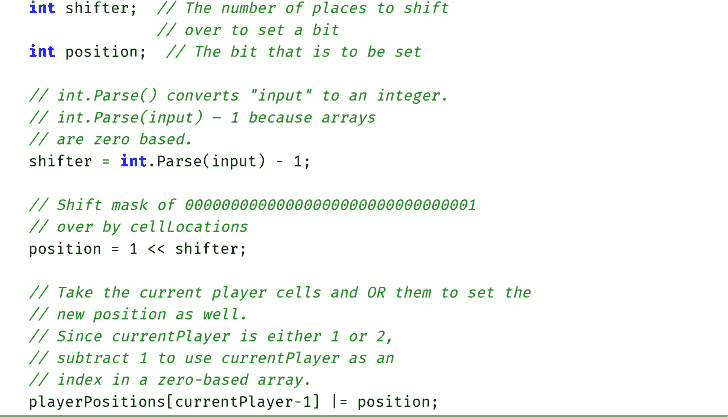 int shifter;  // The number of places to shift
              // over to set a bit
int position;  // The bit that is to be set
// int.Parse() converts "input" to an integer.
// int.Parse(input) – 1 because arrays
// are zero based.
shifter = int.Parse(input) - 1;
// Shift mask of 00000000000000000000000000000001
// over by cellLocations
position = 1 << shifter;
// Take the current player cells and OR them to set the
// new position as well.
// Since currentPlayer is either 1 or 2,
// subtract 1 to use currentPlayer as an
// index in a zero-based array.
playerPositions[currentPlayer-1] |= position;